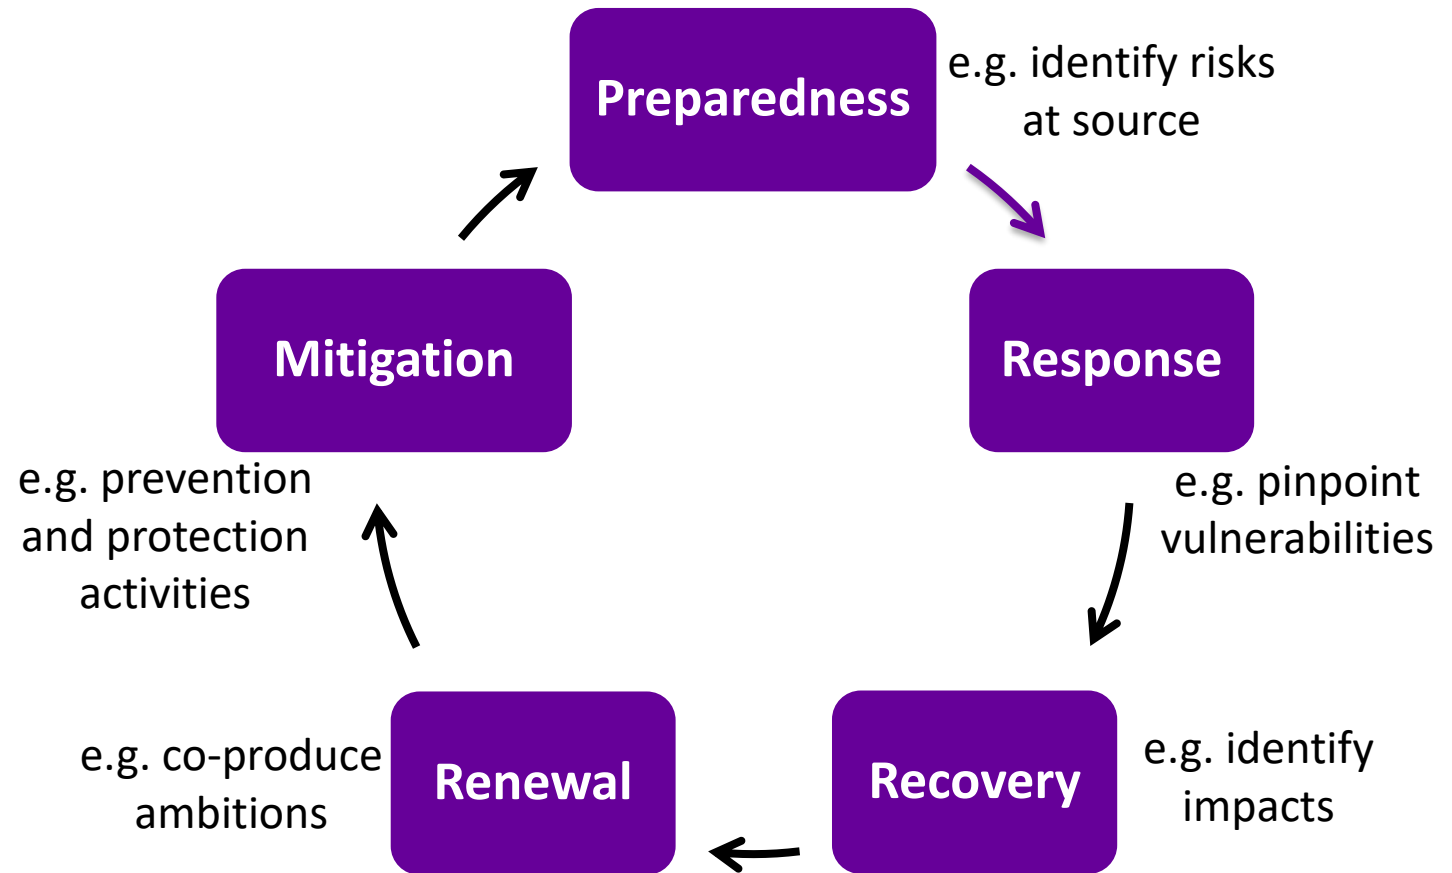 Preparedness
e.g. identify risks
at source
Mitigation
Response
e.g. prevention
and protection
activities
e.g. pinpoint
vulnerabilities
e.g. co-produce
ambitions
Renewal
Recovery
e.g. identify
impacts